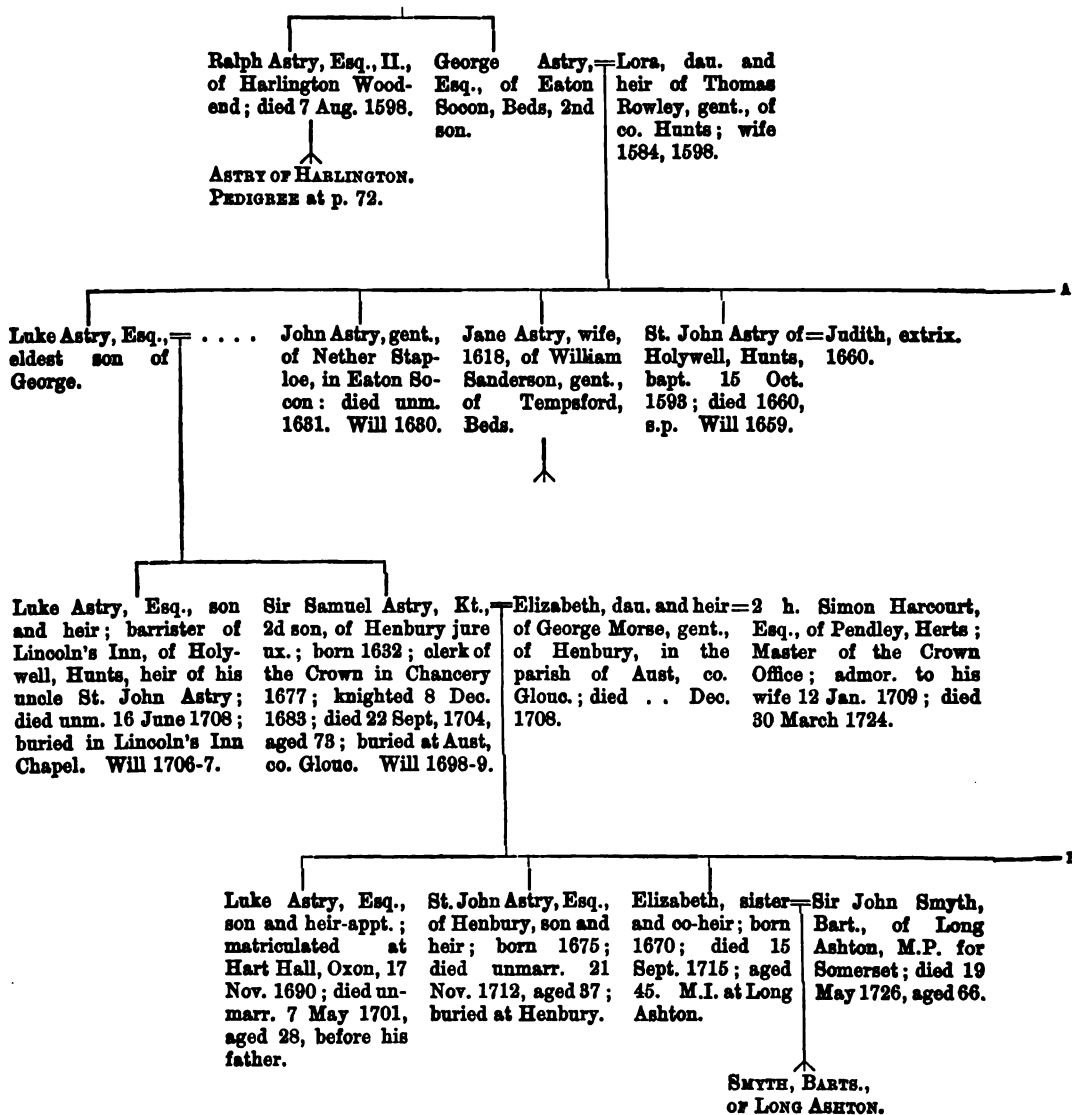 Ralph Astry, Esq., II.,
of Harlington Wood-
end; died 7 Aug. 1598.
George Astry,
Esq., of Eaton
Socon, Beds, 2nd
son.
Lora, dau. and
heir of Thomas
Rowley, gent., of
co. Hunts; wife
1584, 1598.
ASTRY OF HARLINGTON.
PEDIGREE at p. 72.
A
Luke Astry, Esq.,
eldest son of
George.
. . . .
John Astry, gent.,
of Nether Stap-
loe, in Eaton So-
con: died unm.
1631. Will 1630.
Jane Astry, wife,
1618, of William
Sanderson, gent.,
of Tempsford,
Beds.
St. John Astry of
Holywell, Hunts,
bapt. 15 Oct.
1593; died 1660,
s.p. Will 1659.
Judith, extrix.
1660.
Luke Astry, Esq., son
and heir; barrister of
Lincoln's Inn, of Holy-
well, Hunts, heir of his
uncle St. John Astry;
died unm. 16 June 1708;
buried in Lincoln's Inn
Chapel. Will 1706-7.
Sir Samuel Astry, Kt.,
2d son, of Henbury jure
ux.; born 1632; clerk of
the Crown in Chancery
1677; knighted 8 Dec.
1683; died 22 Sept, 1704,
aged 73; buried at Aust,
co. Glouc. Will 1698-9.
Elizabeth, dau. and heir
of George Morse, gent.,
of Henbury, in the
parish of Aust, co.
Glouc.; died . . Dec.
1708.
2 h. Simon Harcourt,
Esq., of Pendley, Herts;
Master of the Crown
Office; admor. to his
wife 12 Jan. 1709; died
30 March 1724.
Luke Astry, Esq.,
son and heir-appt.;
matriculated at
Hart Hall, Oxon, 17
Nov. 1690; died un-
marr. 7 May 1701,
aged 28, before his
father.
St. John Astry, Esq.,
of Henbury, son and
heir; born 1675;
died unmarr. 21
Nov. 1712, aged 37;
buried at Henbury.
Elizabeth, sister
and co-heir; born
1670; died 15
Sept. 1715; aged
45. M.I. at Long
Ashton.
Sir John Smyth,
Bart., of Long
Ashton, M.P. for
Somerset; died 19
May 1726, aged 66.
SMYTH, BARTS.,
OF LONG ASHTON.